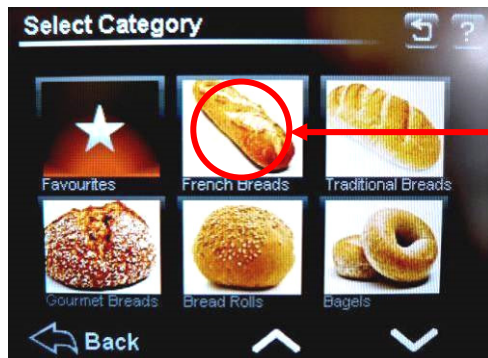 Select Category
?
Favourites
French Breads
Traditional Breads
Gourmet Breads
Bread Rolls
Bagels
Back